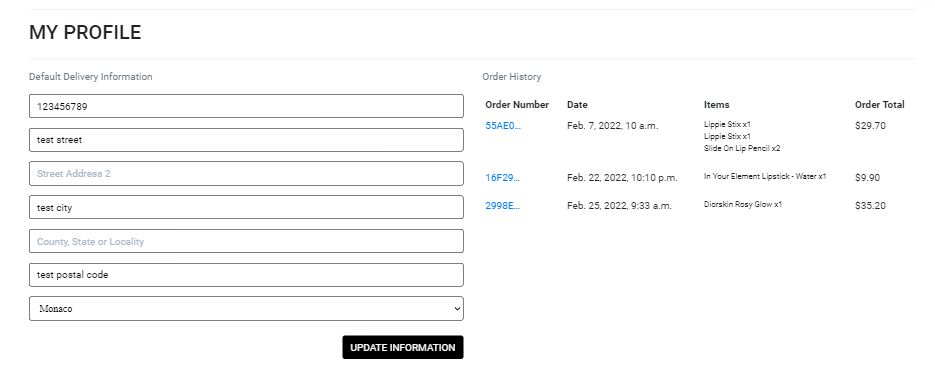 MY PROFILE
Default Delivery Information
123456789
test street
Street Address 2
test city
County, State or Locality
test postal code
Monaco
UPDATE INFORMATION
Order History
Order Number Date Items Order Total
55AE0... Feb. 7, 2022, 10 a.m. Lippie Stix x1 $29.70
Lippie Stix x1
Slide On Lip Pencil x2
16F29... Feb. 22, 2022, 10:10 p.m. In Your Element Lipstick - Water x1 $9.90
2998E... Feb. 25, 2022, 9:33 a.m. Diorskin Rosy Glow x1 $35.20